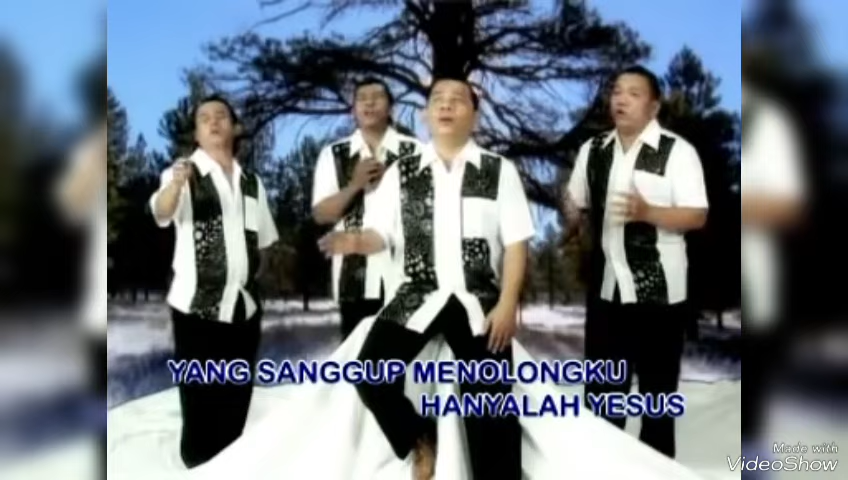 YANG SANGGUP MENOLONGKU
HANYALAH YESUS
Made with
VideoShow